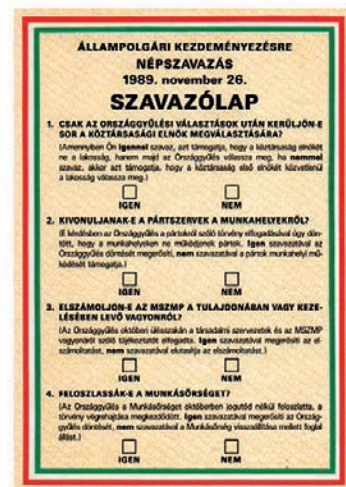 ÁLLAMPOLGÁRI KEZDEMÉNYEZÉSRE
NÉPSZAVAZÁS
1989. november 26.
SZAVAZÓLAP
1. CSAK AZ ORSZÁGGYŰLÉSI VÁLASZTÁSOK UTÁN KERÜLJÖN-E
SOR A KÖZTÁRSASÁGI ELNÖK MEGVÁLASZTÁSÁRA?
(Amennyiben Ön igennel szavaz, azt támogatja, hogy a köztársaság elnökét
ne a lakosság, hanem majd az Országgyűlés válassza meg, ha nemmel
szavaz, akkor azt támogatja, hogy a köztársaság első elnökét közvetlenül
a lakosság válassza meg.)
IGEN NEM
2. KIVONULJANAK-E A PÁRTSZERVEK A MUNKAHELYEKRŐL?
(E kérdésben az Országgyűlés a pártokról szóló törvény elfogadásával úgy dön-
tött, hogy a munkahelyeken ne működjenek pártok. Igen szavazatával az
Országgyűlés döntését megerősíti, nem szavazatával a pártok munkahelyi mű-
ködését támogatja.)
IGEN NEM
3. ELSZÁMOLJON-E AZ MSZMP A TULAJDONÁBAN VAGY KEZE-
LÉSÉBEN LEVŐ VAGYONRÓL?
(Az Országgyűlés októberi ülésszakán a társadalmi szervezetek és az MSZMP
vagyonáról szóló tájékoztatót elfogadta. Igen szavazatával megerősíti az el-
számoltatást, nem szavazatával elutasítja az elszámoltatást.)
IGEN NEM
4. FELOSZLASSÁK-E A MUNKÁSŐRSÉGET?
(Az Országgyűlés a Munkásőrséget októberben jogutód nélkül feloszlatta, a
törvény végrehajtása megkezdődött. Igen szavazatával megerősíti az Ország-
gyűlés döntését, nem szavazatával a Munkásőrség visszaállítása mellett foglal
állást.)
IGEN NEM